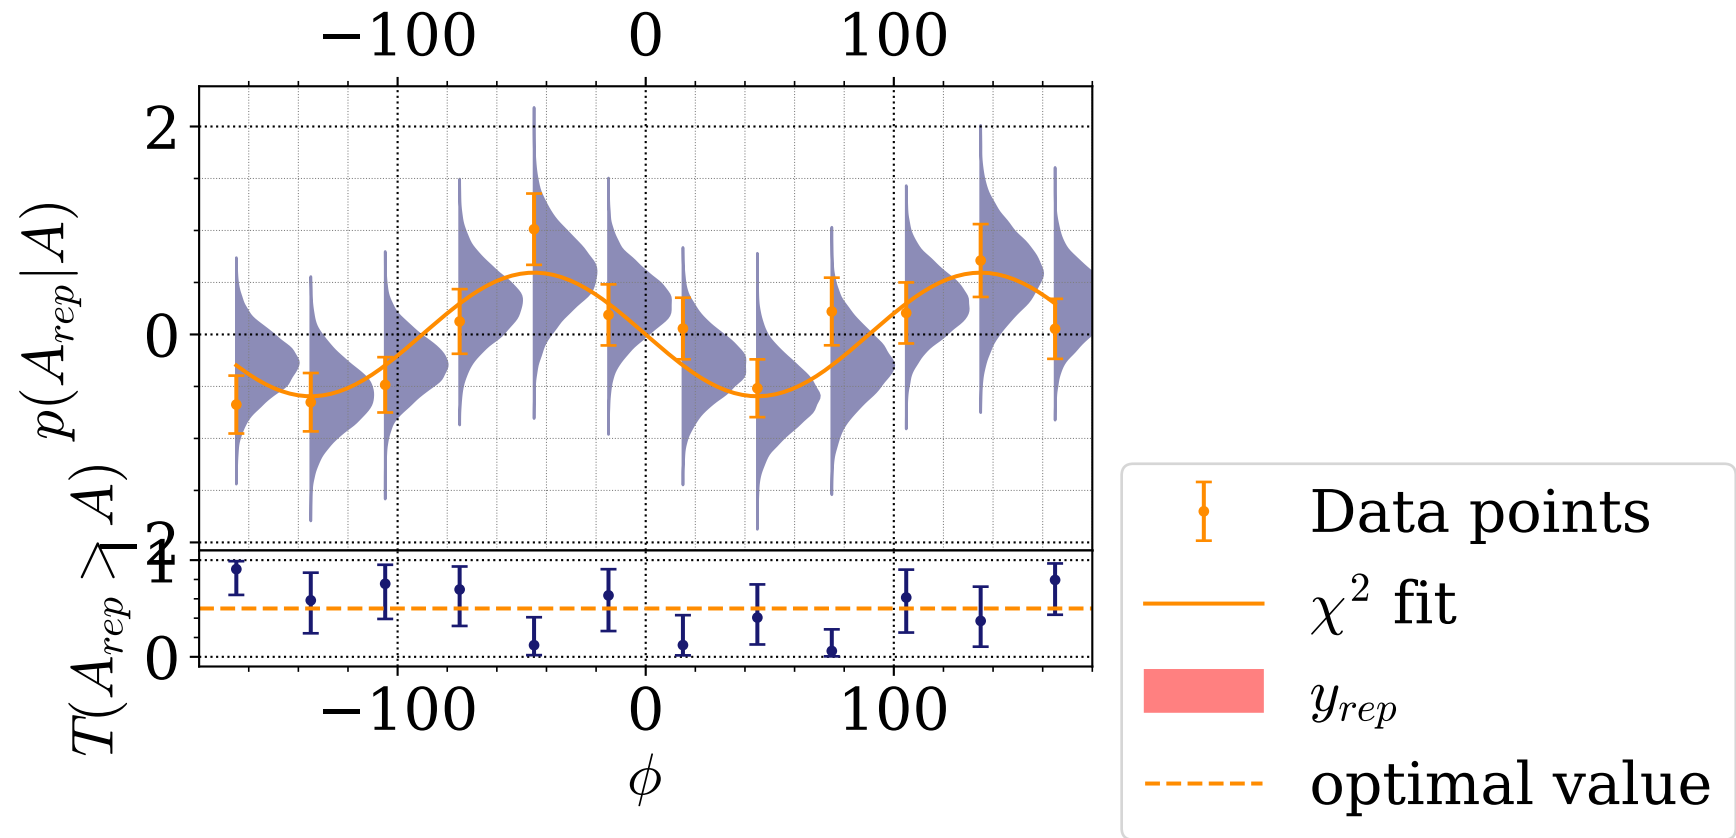 −100 0 100
2
0
−2
p(A_rep|A)
1
0
T(A_rep > A)
−100 0 100
ϕ
Data points
χ² fit
y_rep
optimal value